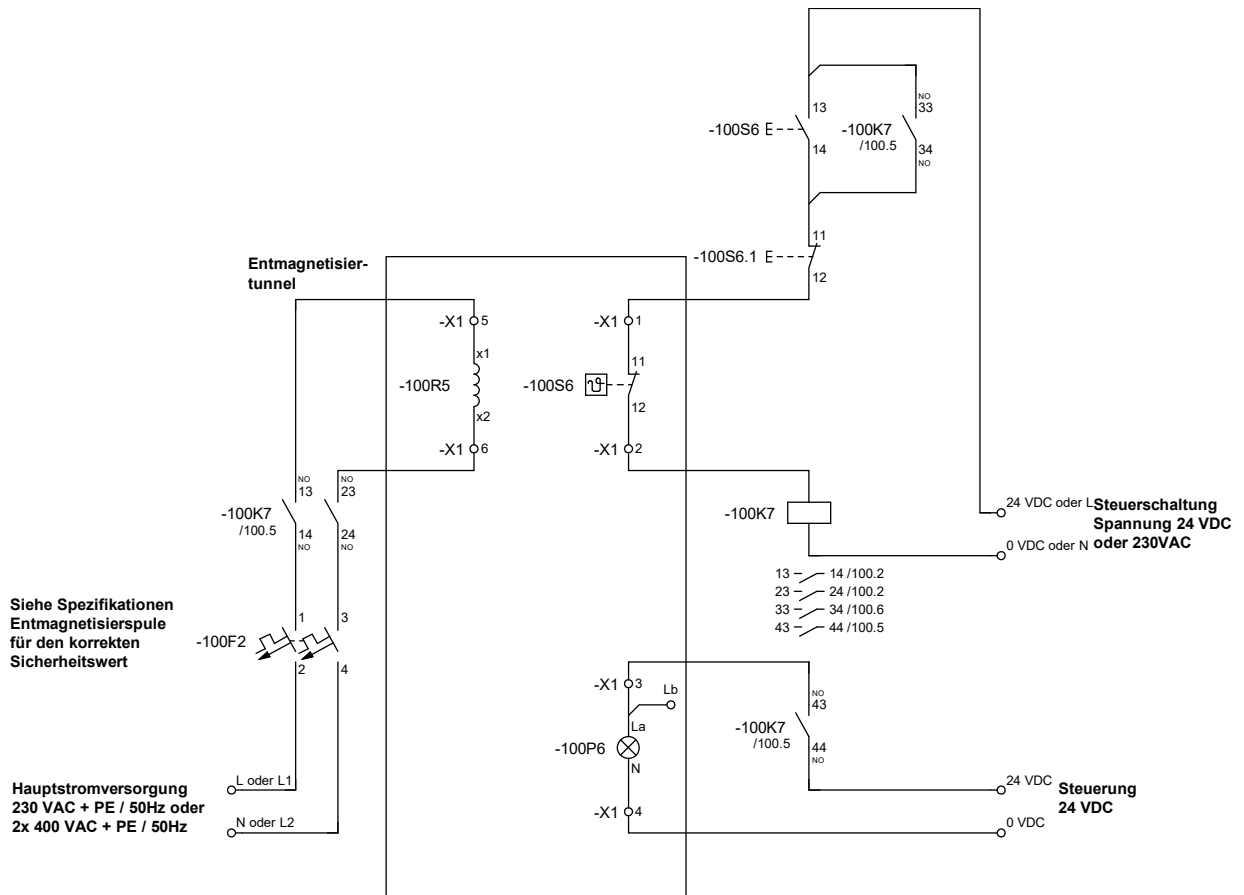 NO
33
13
-100S6
-100K7
/100.5
14
34
NO
11
-100S6.1
12
Entmagnetisier-
tunnel
-X1 5
-X1 1
x1
11
-100R5
-100S6
ϑ
x2
12
-X1 6
-X1 2
NO NO
13 23
-100K7
/100.5
14 24
NO NO
-100K7
24 VDC oder L
0 VDC oder N
Steuerschaltung
Spannung 24 VDC
oder 230VAC
13 14 /100.2
23 24 /100.2
33 34 /100.6
43 44 /100.5
Siehe Spezifikationen
Entmagnetisierspule
für den korrekten
Sicherheitswert
1 3
-100F2
2 4
-X1 3
Lb
La
-100P6
N
-X1 4
NO
43
-100K7
/100.5
44
NO
Hauptstromversorgung
230 VAC + PE / 50Hz oder
2x 400 VAC + PE / 50Hz
L oder L1
N oder L2
24 VDC
0 VDC
Steuerung
24 VDC